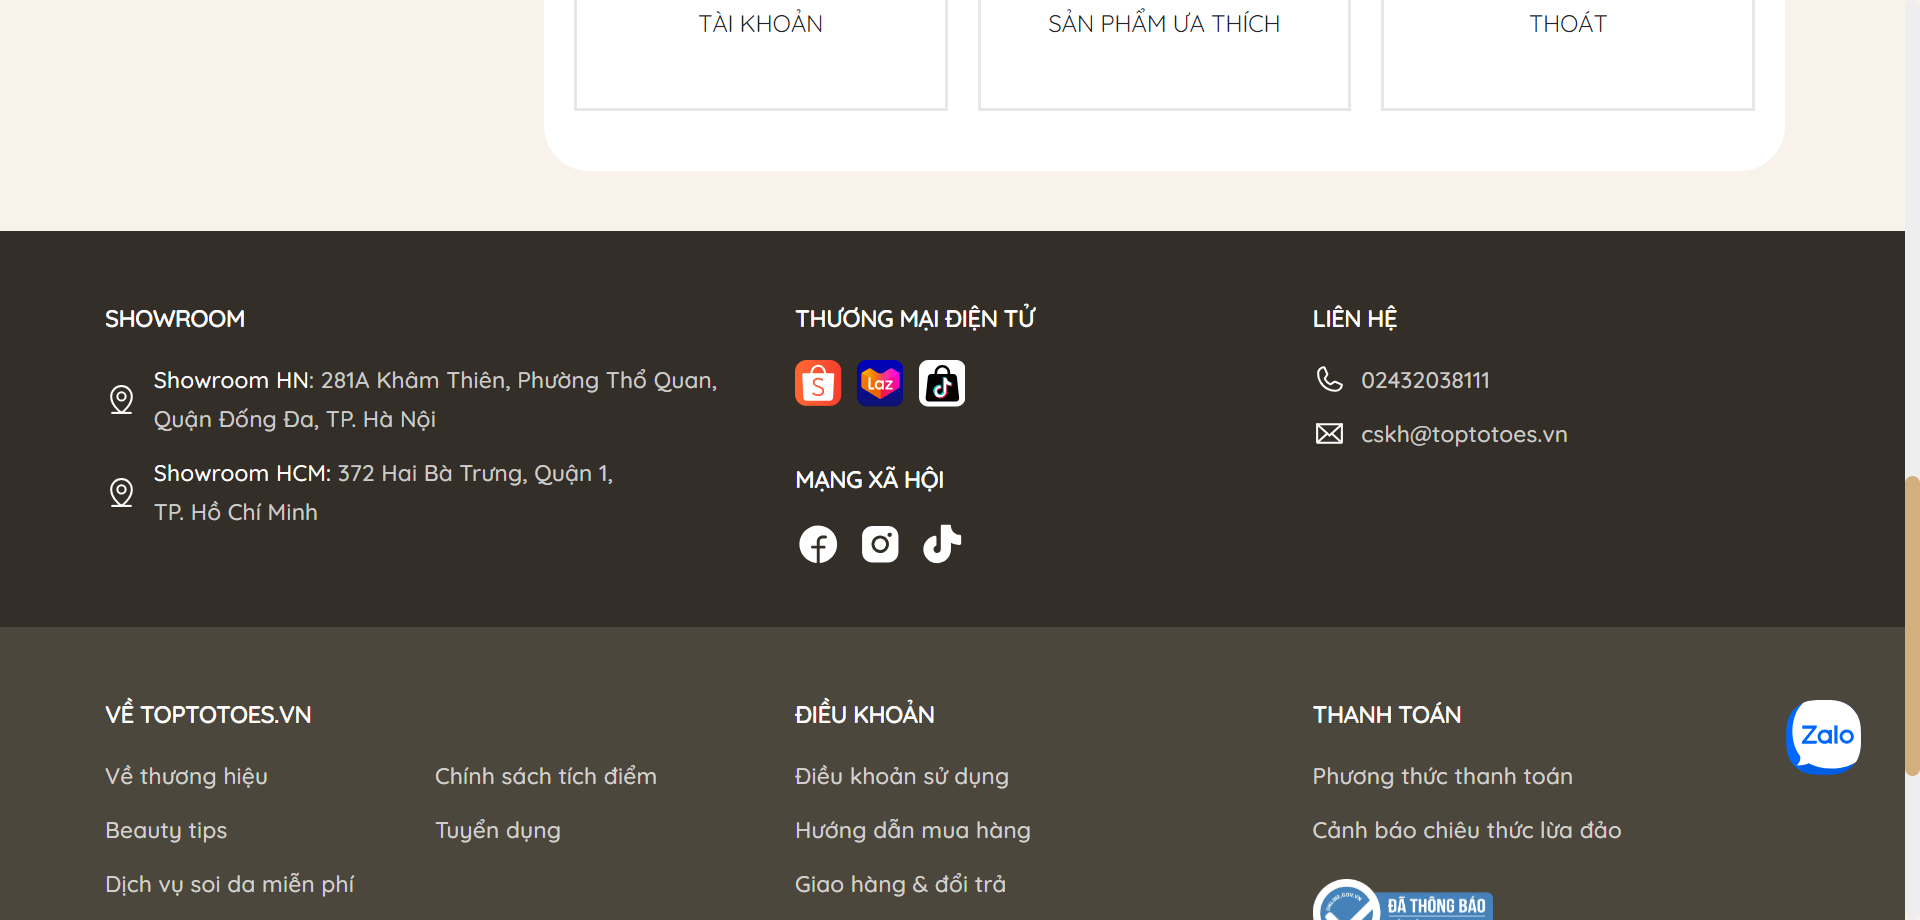 TÀI KHOẢN
SẢN PHẨM ƯA THÍCH
THOÁT
SHOWROOM
Showroom HN: 281A Khâm Thiên, Phường Thổ Quan,
Quận Đống Đa, TP. Hà Nội
Showroom HCM: 372 Hai Bà Trưng, Quận 1,
TP. Hồ Chí Minh
THƯƠNG MẠI ĐIỆN TỬ
S
Laz
MẠNG XÃ HỘI
LIÊN HỆ
02432038111
cskh@toptotoes.vn
VỀ TOPTOTOES.VN
Về thương hiệu
Beauty tips
Dịch vụ soi da miễn phí
Chính sách tích điểm
Tuyển dụng
ĐIỀU KHOẢN
Điều khoản sử dụng
Hướng dẫn mua hàng
Giao hàng & đổi trả
THANH TOÁN
Phương thức thanh toán
Cảnh báo chiêu thức lừa đảo
ONLINE.GOV.VN
ĐÃ THÔNG BÁO
Zalo